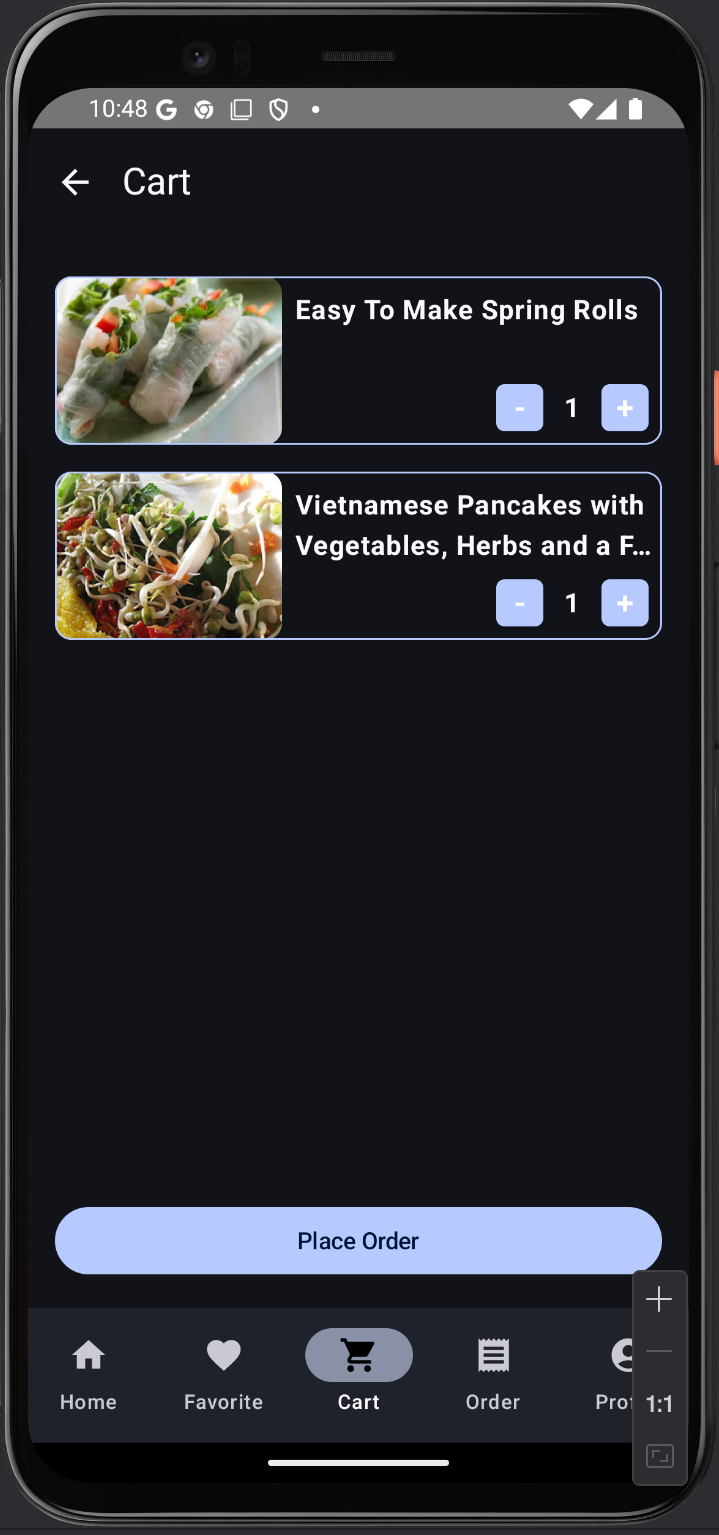 10:48
Cart
Easy To Make Spring Rolls
- 1 +
Vietnamese Pancakes with
Vegetables, Herbs and a F…
- 1 +
Place Order
Home
Favorite
Cart
Order
Prof
1:1